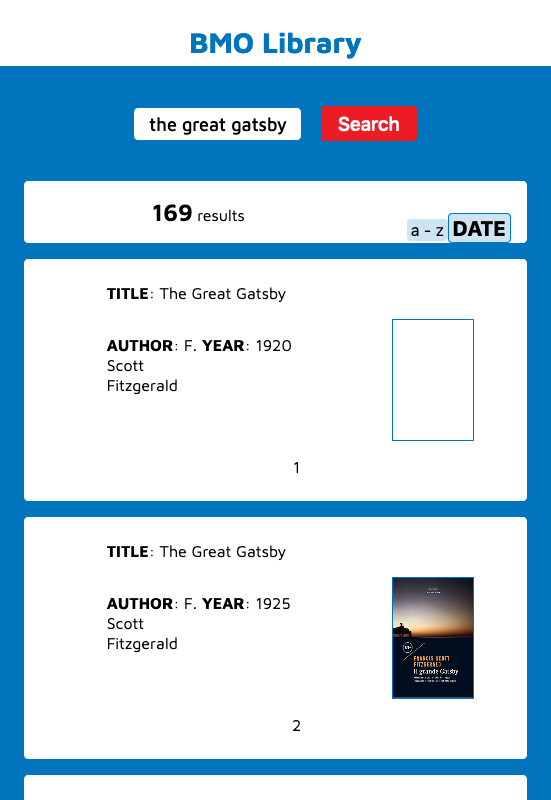 BMO Library
the great gatsby Search
169 results
a - z DATE
TITLE: The Great Gatsby
AUTHOR: F. YEAR: 1920
Scott
Fitzgerald
1
TITLE: The Great Gatsby
AUTHOR: F. YEAR: 1925
Scott
Fitzgerald
FRANCIS SCOTT
FITZGERALD
Il grande Gatsby
2